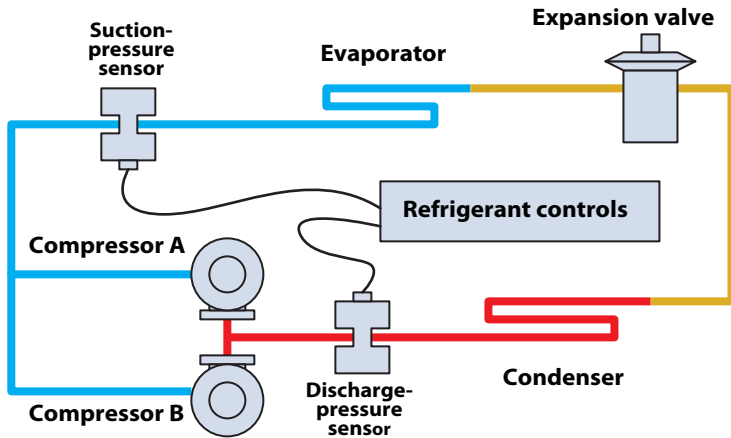 Suction-
pressure
sensor
Evaporator
Expansion valve
Refrigerant controls
Compressor A
Compressor B
Discharge-
pressure
sensor
Condenser